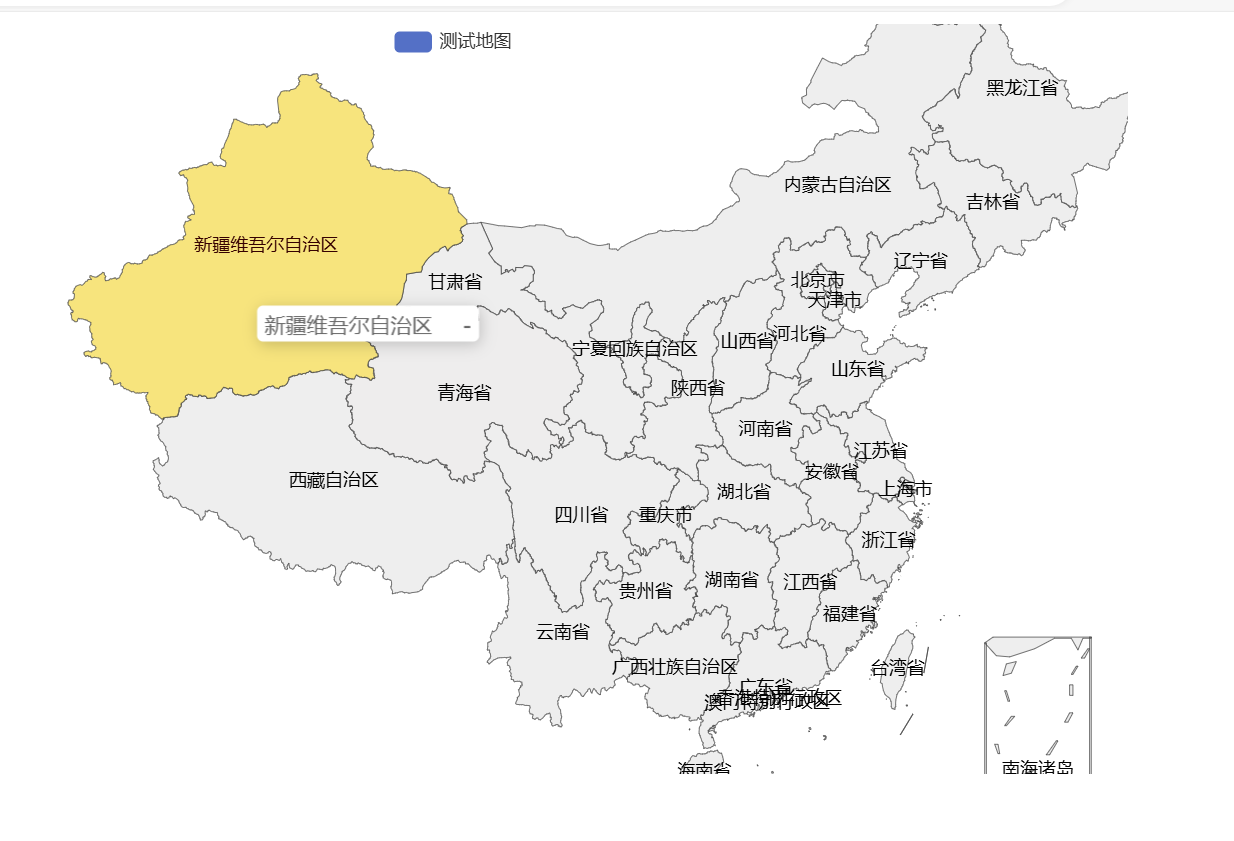 测试地图
黑龙江省
内蒙古自治区
吉林省
新疆维吾尔自治区
辽宁省
甘肃省
北京市
天津市
新疆维吾尔自治区 -
河北省
山西省
宁夏回族自治区
山东省
陕西省
青海省
河南省
江苏省
安徽省
西藏自治区
上海市
湖北省
四川省
重庆市
浙江省
湖南省
江西省
贵州省
福建省
云南省
广西壮族自治区
台湾省
广东省
香港特别行政区
澳门特别行政区
海南省
南海诸岛